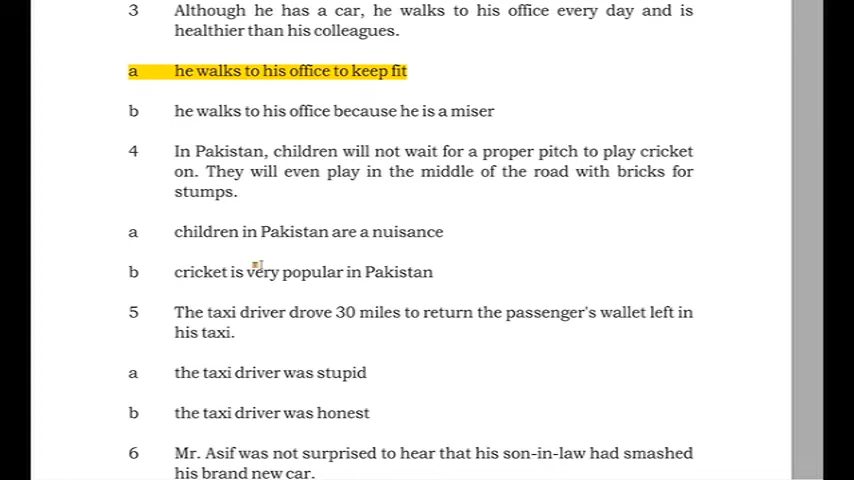 3 Although he has a car, he walks to his office every day and is
healthier than his colleagues.
a he walks to his office to keep fit
b he walks to his office because he is a miser
4 In Pakistan, children will not wait for a proper pitch to play cricket
on. They will even play in the middle of the road with bricks for
stumps.
a children in Pakistan are a nuisance
b cricket is very popular in Pakistan
5 The taxi driver drove 30 miles to return the passenger's wallet left in
his taxi.
a the taxi driver was stupid
b the taxi driver was honest
6 Mr. Asif was not surprised to hear that his son-in-law had smashed
his brand new car.